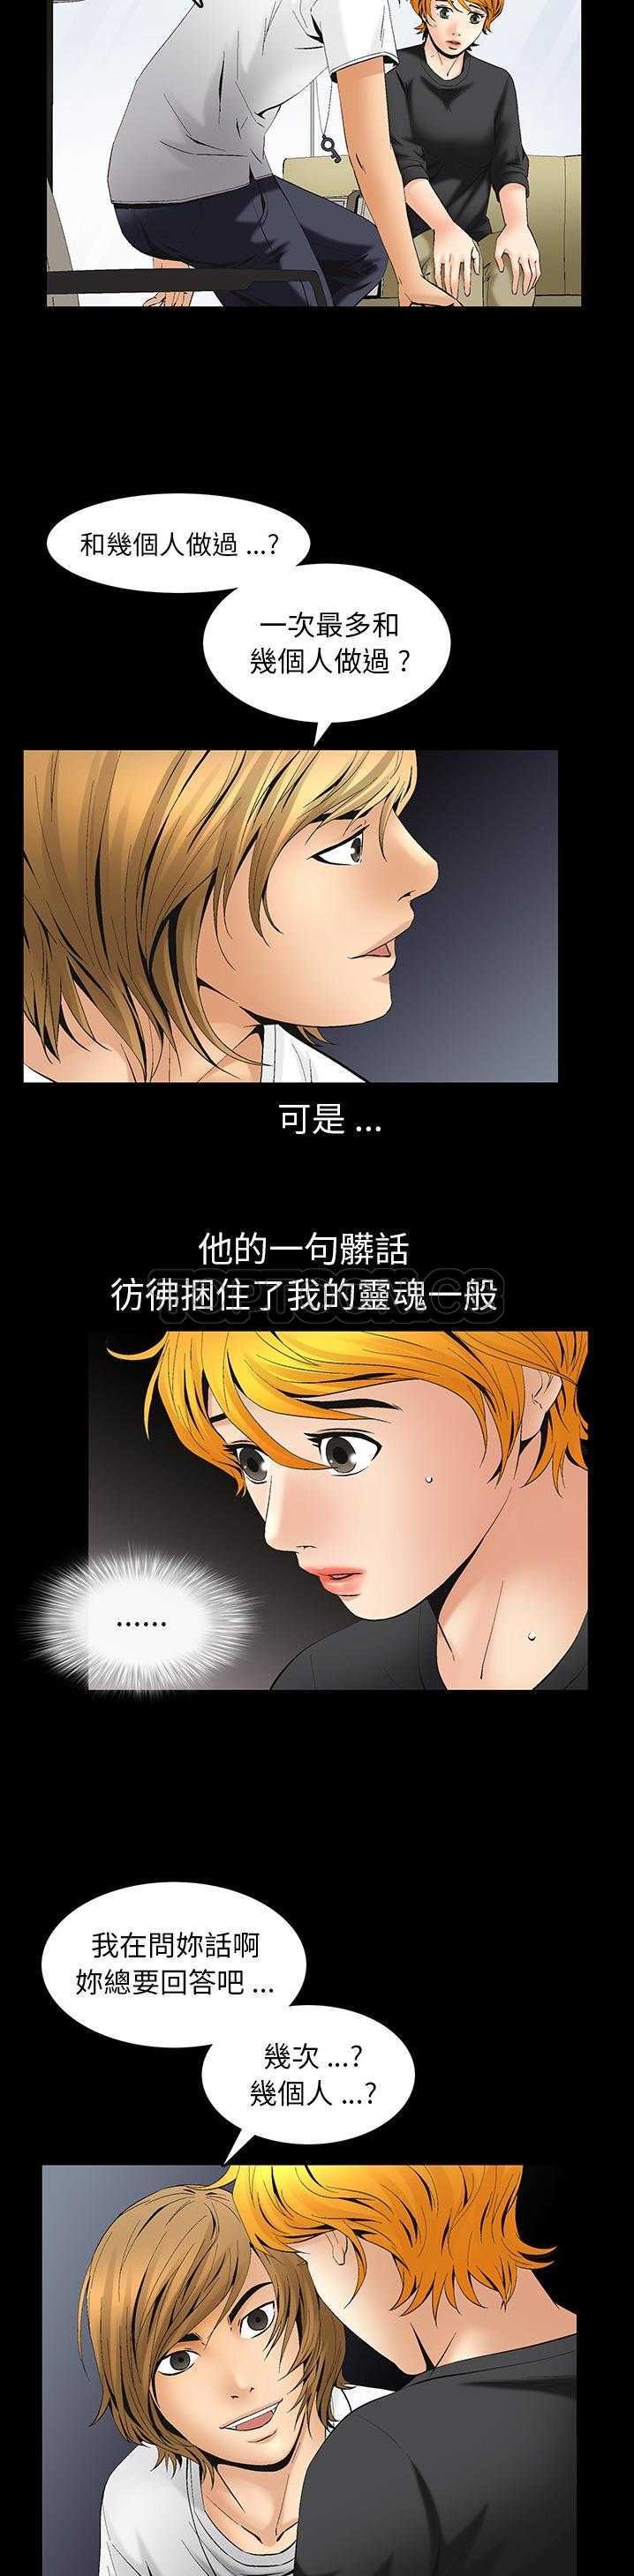 和幾個人做過 ...?
一次最多和
幾個人做過？
可是 ...
他的一句髒話
彷彿捆住了我的靈魂一般
......
我在問妳話啊
妳總要回答吧 ...
幾次 ...?
幾個人 ...?